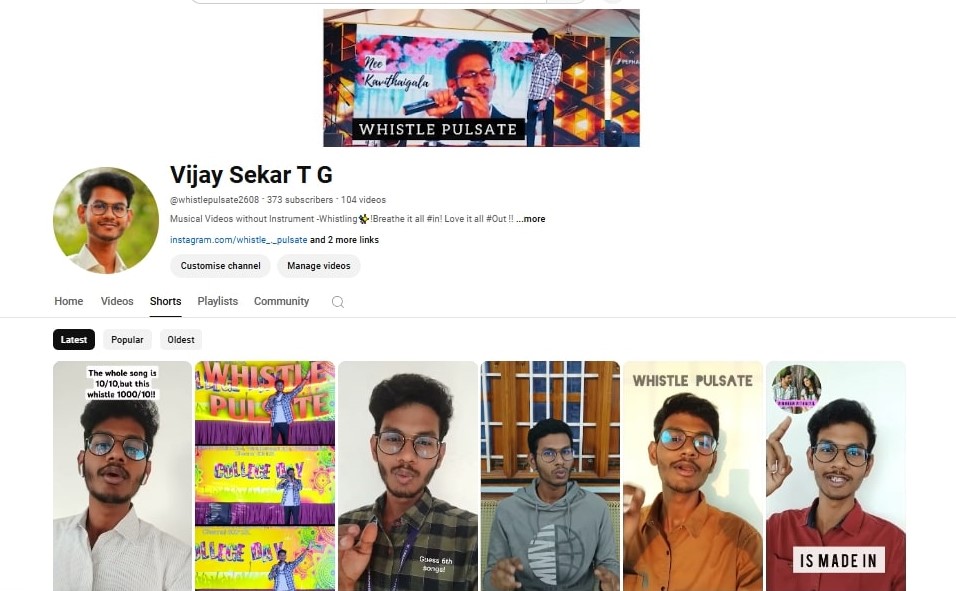 Nee
Kavithaigala
WHISTLE PULSATE
Vijay Sekar T G
@whistlepulsate2608 · 373 subscribers · 104 videos
Musical Videos without Instrument -Whistling !Breathe it all #in! Love it all #Out !! ...more
instagram.com/whistle_._pulsate and 2 more links
Customise channel Manage videos
Home Videos Shorts Playlists Community
Latest Popular Oldest
The whole song is
10/10,but this
whistle 1000/10!!
WHISTLE
PULSATE
COLLEGE DAY
OLLEGE DAY
Guess 6th
songs!
WHISTLE PULSATE
IS MADE IN